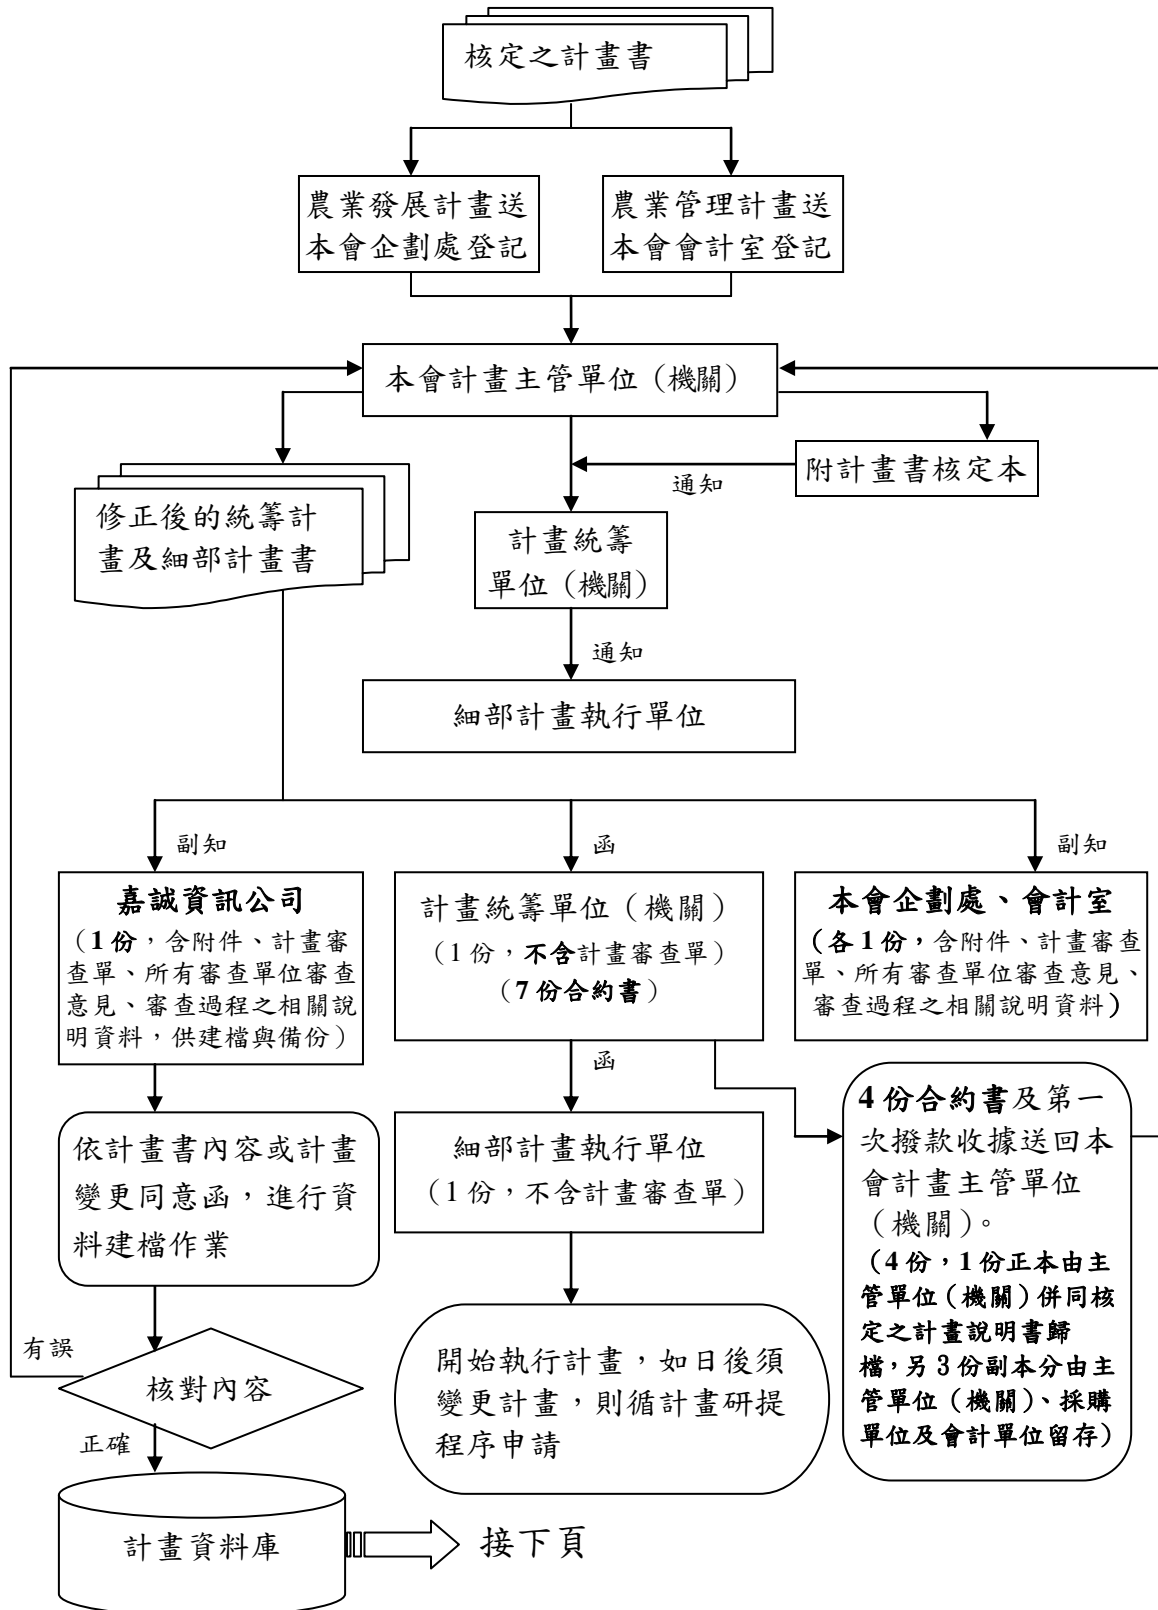 核定之計畫書
農業發展計畫送
本會企劃處登記
農業管理計畫送
本會會計室登記
本會計畫主管單位（機關）
附計畫書核定本
通知
修正後的統籌計
畫及細部計畫書
計畫統籌
單位（機關）
通知
細部計畫執行單位
副知
函
副知
嘉誠資訊公司
（1份，含附件、計畫審
查單、所有審查單位審查
意見、審查過程之相關說
明資料，供建檔與備份）
計畫統籌單位（機關）
（1份，不含計畫審查單）
（7份合約書）
本會企劃處、會計室
（各1份，含附件、計畫審查
單、所有審查單位審查意見、
審查過程之相關說明資料）
函
依計畫書內容或計畫
變更同意函，進行資
料建檔作業
細部計畫執行單位
（1份，不含計畫審查單）
4份合約書及第一
次撥款收據送回本
會計畫主管單位
（機關）。
（4份，1份正本由主
管單位（機關）併同核
定之計畫說明書歸
檔，另3份副本分由主
管單位（機關）、採購
單位及會計單位留存）
有誤
核對內容
正確
開始執行計畫，如日後須
變更計畫，則循計畫研提
程序申請
計畫資料庫
接下頁